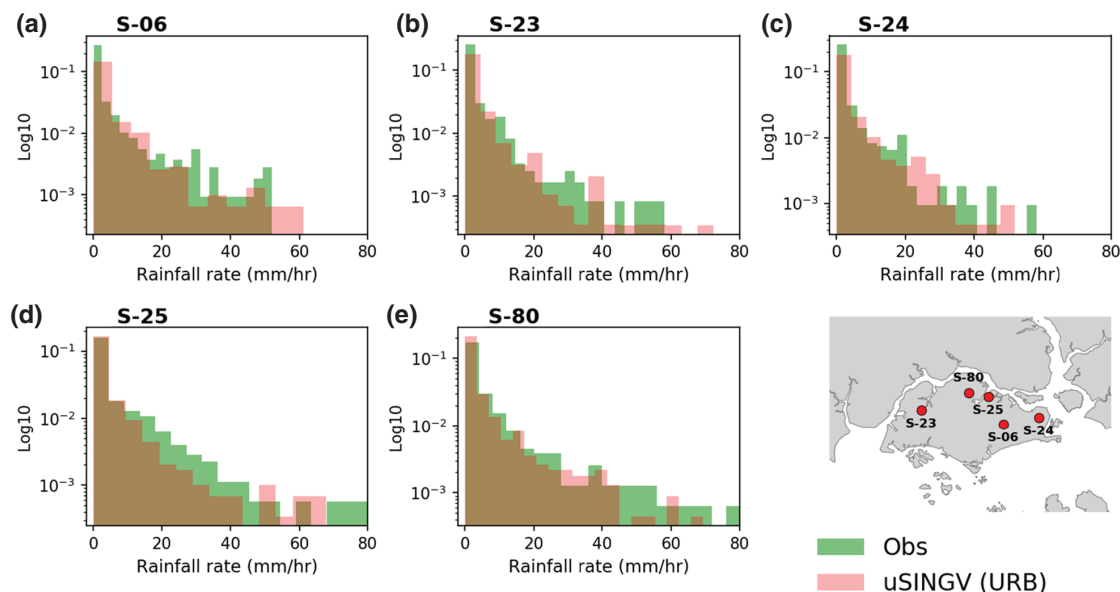 (a) S-06
10⁻¹
10⁻²
10⁻³
Log10
0 20 40 60 80
Rainfall rate (mm/hr)
(b) S-23
10⁻¹
10⁻²
10⁻³
Log10
0 20 40 60 80
Rainfall rate (mm/hr)
(c) S-24
10⁻¹
10⁻²
10⁻³
Log10
0 20 40 60 80
Rainfall rate (mm/hr)
(d) S-25
10⁻¹
10⁻²
10⁻³
Log10
0 20 40 60 80
Rainfall rate (mm/hr)
(e) S-80
10⁻¹
10⁻²
10⁻³
Log10
0 20 40 60 80
Rainfall rate (mm/hr)
S-80
S-25
S-23
S-24
S-06
Obs
uSINGV (URB)